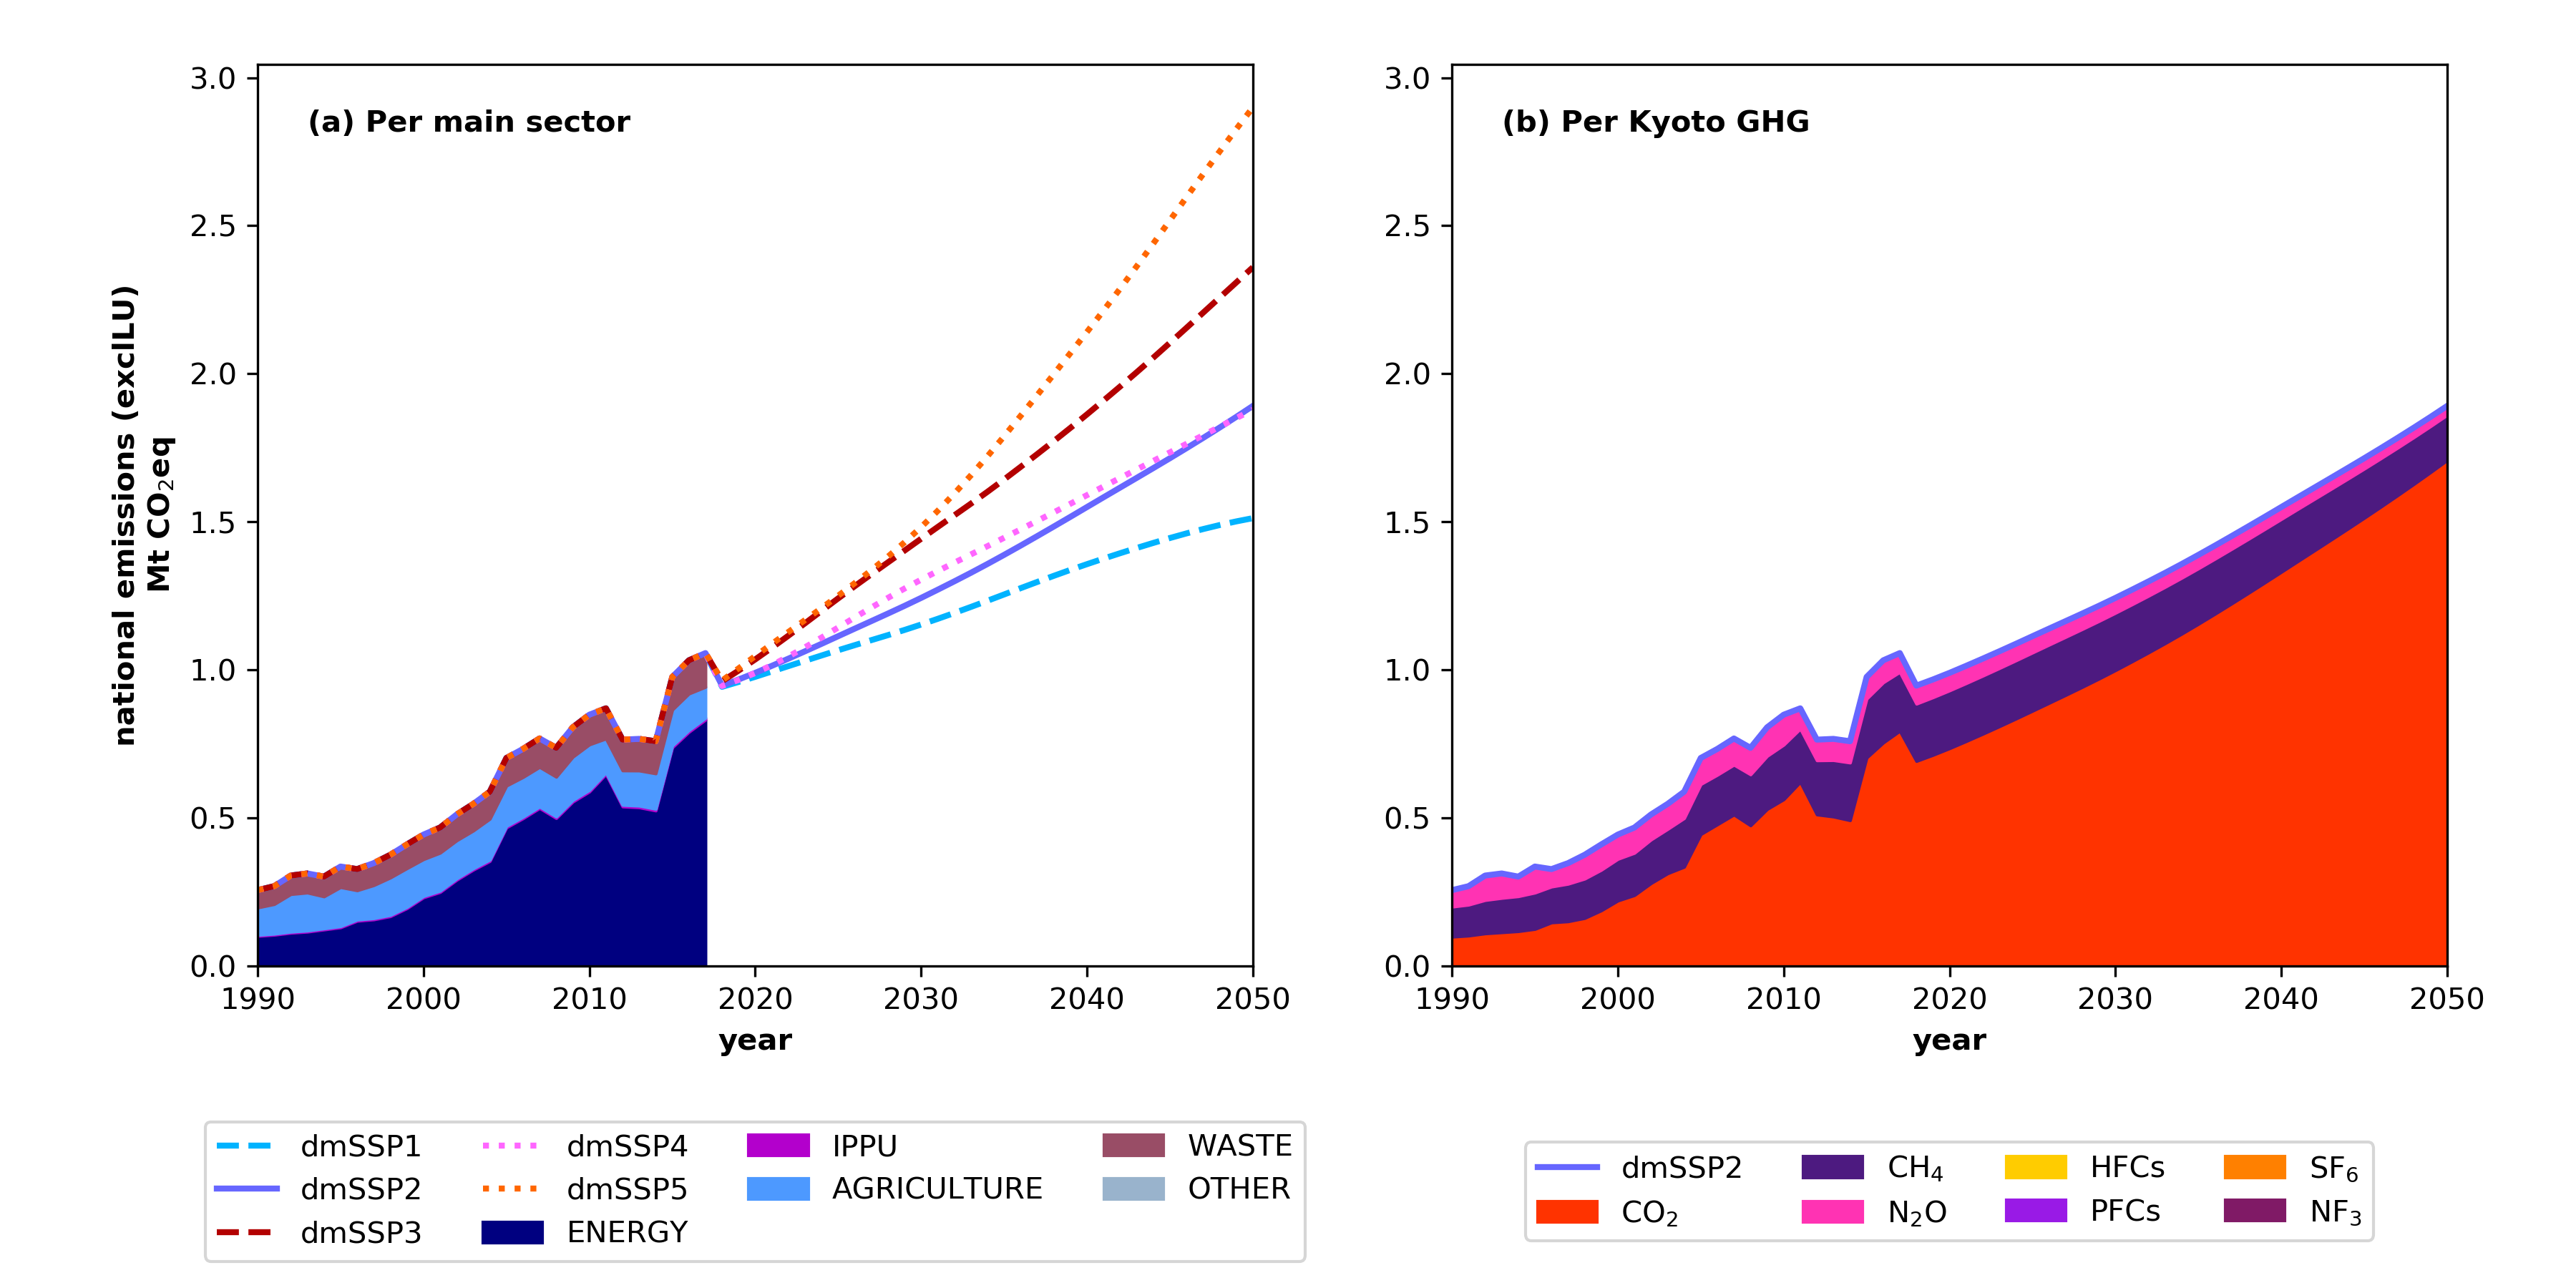 (a) Per main sector
3.0
2.5
2.0
1.5
1.0
0.5
0.0
national emissions (exclLU)
Mt CO₂eq
1990 2000 2010 2020 2030 2040 2050
year
dmSSP1 dmSSP4 IPPU WASTE
dmSSP2 dmSSP5 AGRICULTURE OTHER
dmSSP3 ENERGY
(b) Per Kyoto GHG
3.0
2.5
2.0
1.5
1.0
0.5
0.0
1990 2000 2010 2020 2030 2040 2050
year
dmSSP2 CH₄ HFCs SF₆
CO₂ N₂O PFCs NF₃